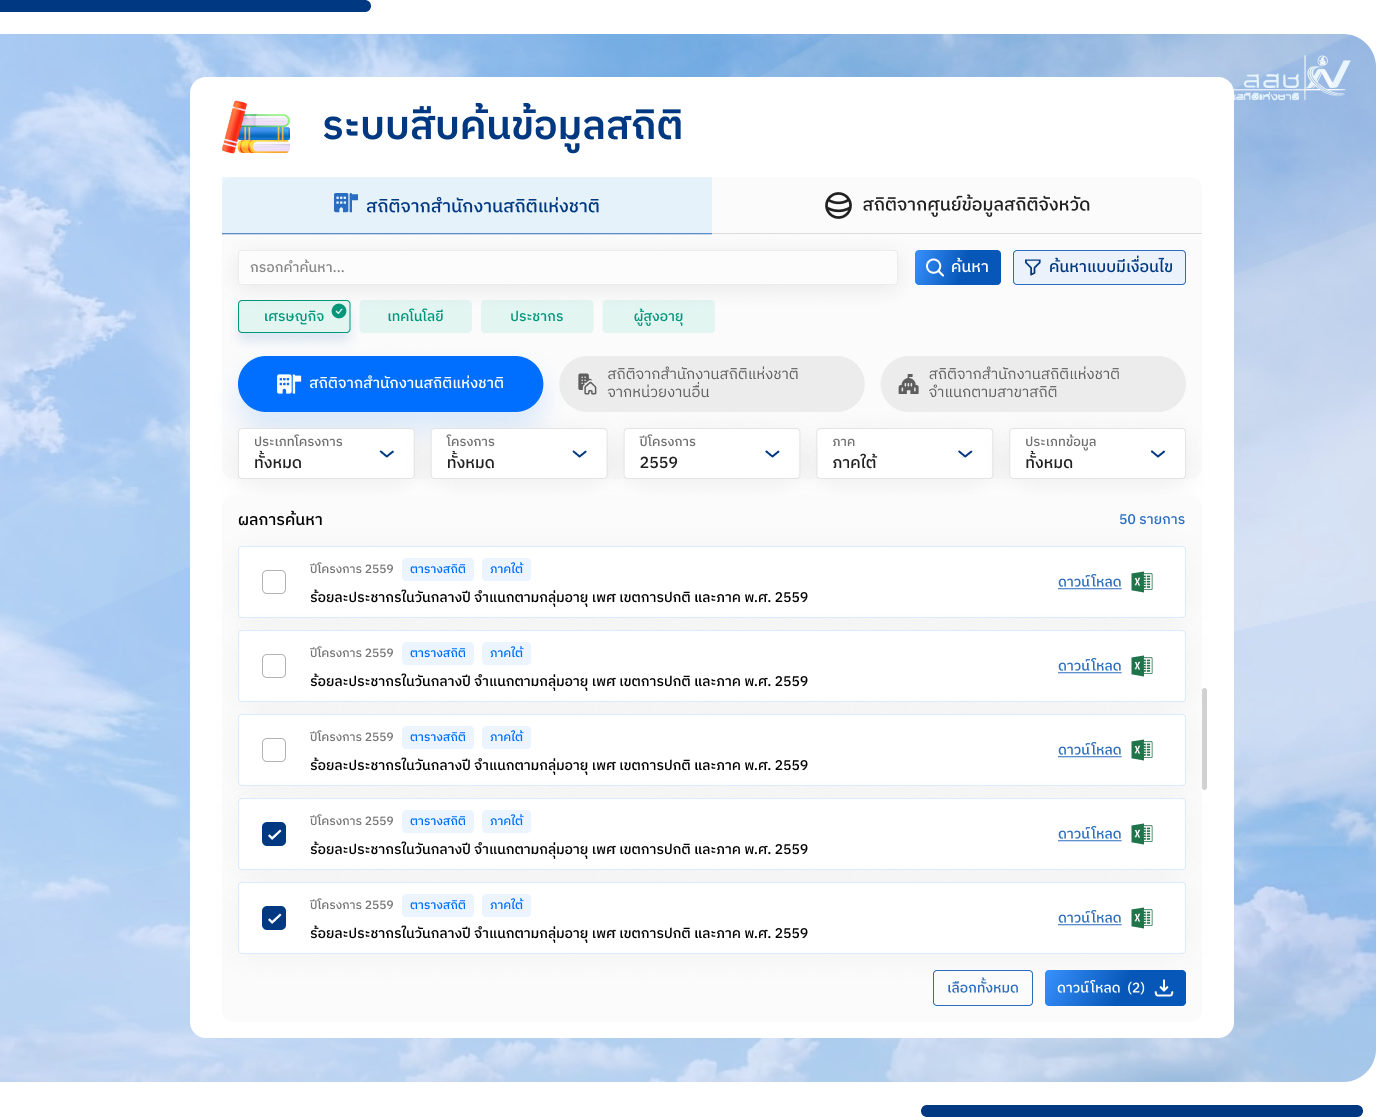 สสช
สถิติแห่งชาติ
ระบบสืบค้นข้อมูลสถิติ
สถิติจากสำนักงานสถิติแห่งชาติ
สถิติจากศูนย์ข้อมูลสถิติจังหวัด
กรอกคำค้นหา...
ค้นหา
ค้นหาแบบมีเงื่อนไข
เศรษญกิจ
เทคโนโลยี
ประชากร
ผู้สูงอายุ
สถิติจากสำนักงานสถิติแห่งชาติ
สถิติจากสำนักงานสถิติแห่งชาติ
จากหน่วยงานอื่น
สถิติจากสำนักงานสถิติแห่งชาติ
จำแนกตามสาขาสถิติ
ประเภทโครงการ
ทั้งหมด
โครงการ
ทั้งหมด
ปีโครงการ
2559
ภาค
ภาคใต้
ประเภทข้อมูล
ทั้งหมด
ผลการค้นหา
50 รายการ
ปีโครงการ 2559 ตารางสถิติ ภาคใต้
ร้อยละประชากรในวันกลางปี จำแนกตามกลุ่มอายุ เพศ เขตการปกติ และภาค พ.ศ. 2559
ดาวน์โหลด
ปีโครงการ 2559 ตารางสถิติ ภาคใต้
ร้อยละประชากรในวันกลางปี จำแนกตามกลุ่มอายุ เพศ เขตการปกติ และภาค พ.ศ. 2559
ดาวน์โหลด
ปีโครงการ 2559 ตารางสถิติ ภาคใต้
ร้อยละประชากรในวันกลางปี จำแนกตามกลุ่มอายุ เพศ เขตการปกติ และภาค พ.ศ. 2559
ดาวน์โหลด
ปีโครงการ 2559 ตารางสถิติ ภาคใต้
ร้อยละประชากรในวันกลางปี จำแนกตามกลุ่มอายุ เพศ เขตการปกติ และภาค พ.ศ. 2559
ดาวน์โหลด
ปีโครงการ 2559 ตารางสถิติ ภาคใต้
ร้อยละประชากรในวันกลางปี จำแนกตามกลุ่มอายุ เพศ เขตการปกติ และภาค พ.ศ. 2559
ดาวน์โหลด
เลือกทั้งหมด
ดาวน์โหลด (2)